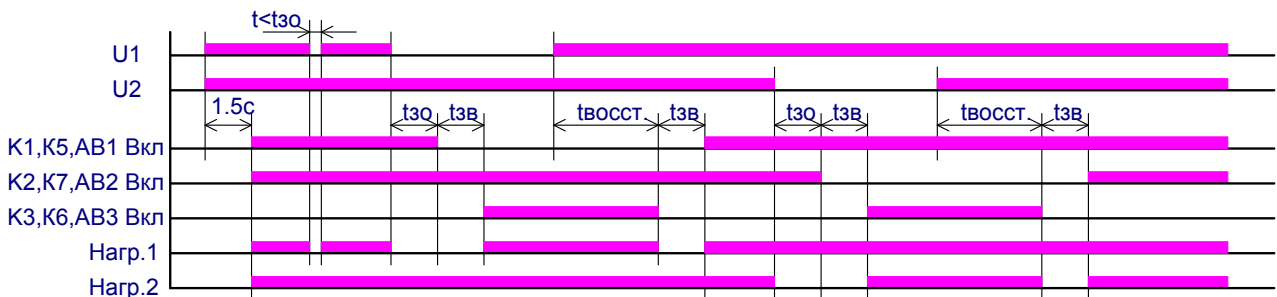 t<tзо
U1
U2
1.5с
tзо
tзв
tвосст.
tзв
tзо
tзв
tвосст.
tзв
К1,К5,АВ1 Вкл
К2,К7,АВ2 Вкл
К3,К6,АВ3 Вкл
Нагр.1
Нагр.2